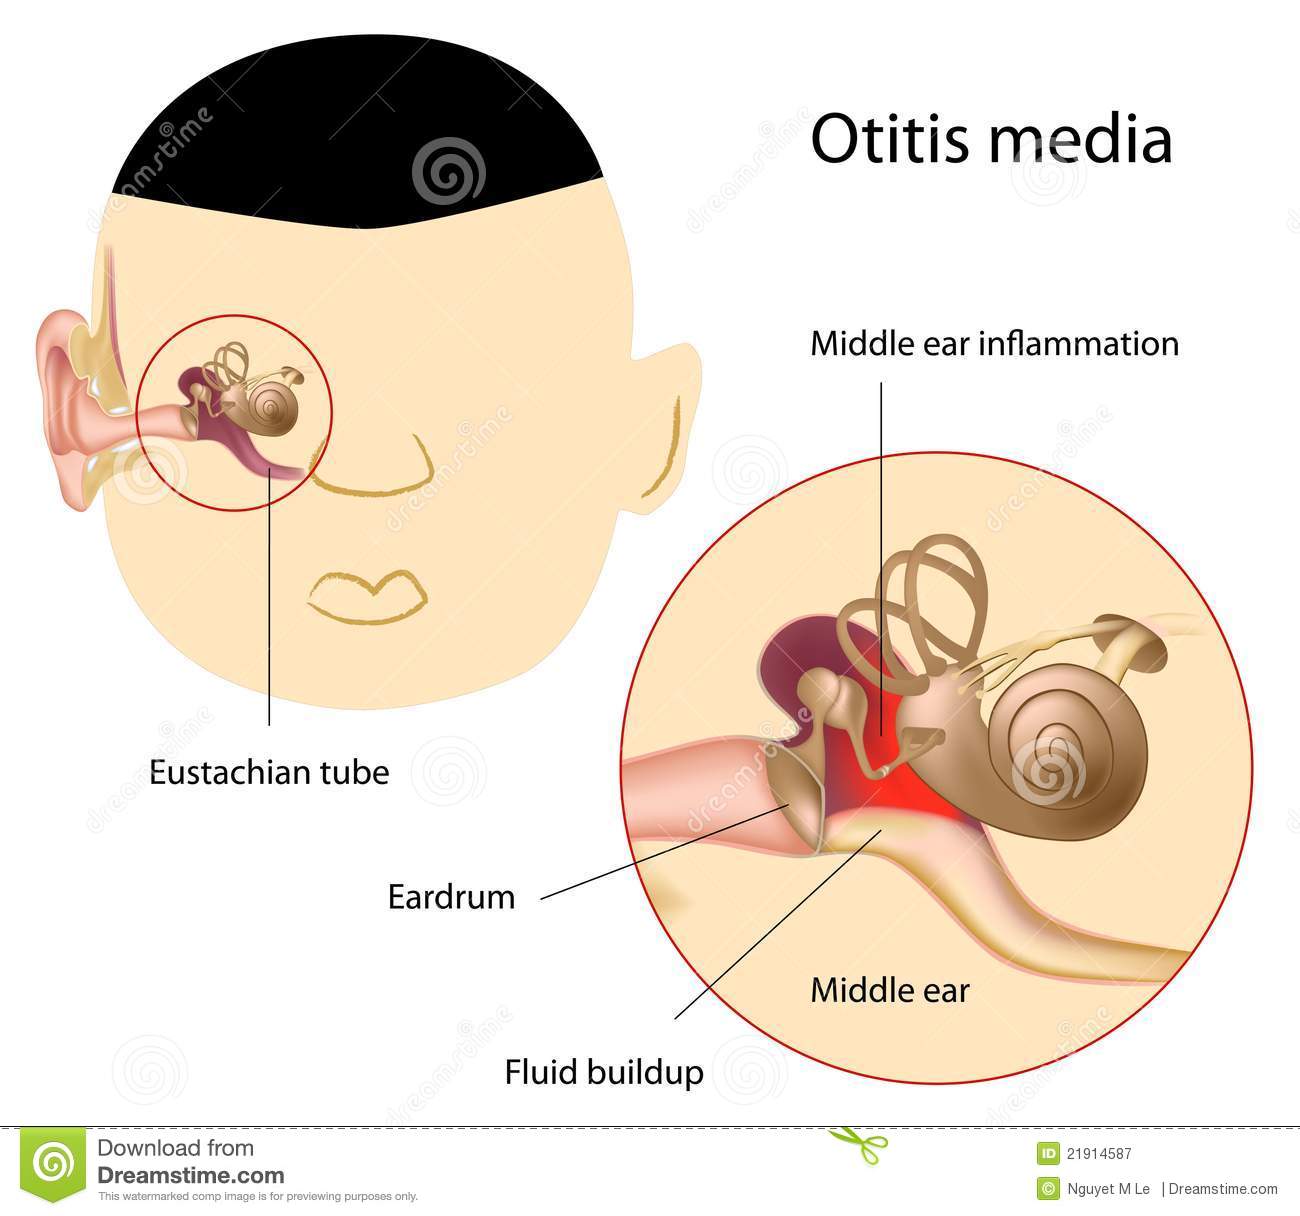 Otitis media
Middle ear inflammation
Eustachian tube
Eardrum
Middle ear
Fluid buildup
dreamstime
Download from
Dreamstime.com
This watermarked comp image is for previewing purposes only.
ID 21914587
© Nguyet M Le | Dreamstime.com